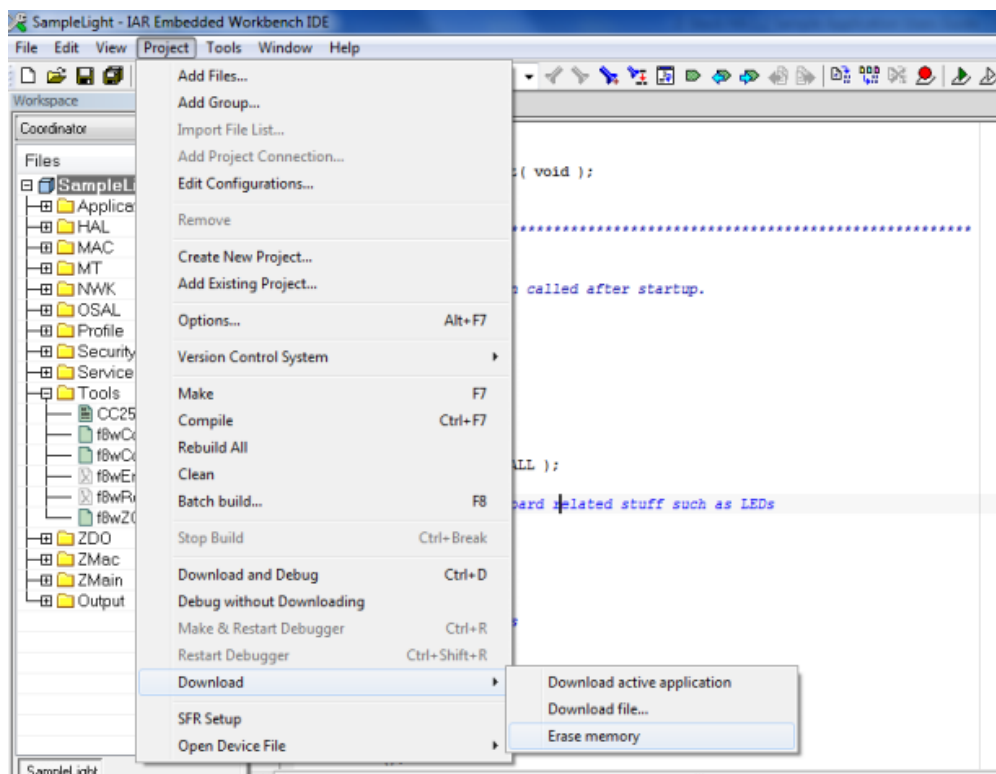 SampleLight - IAR Embedded Workbench IDE
File Edit View Project Tools Window Help
Workspace
Coordinator
Files
SampleLi
Applica
HAL
MAC
MT
NWK
OSAL
Profile
Security
Service
Tools
CC25
f8wCo
f8wCo
f8wEn
f8wRo
f8wZC
ZDO
ZMac
ZMain
Output
SampleLight
Add Files...
Add Group...
Import File List...
Add Project Connection...
Edit Configurations...
Remove
Create New Project...
Add Existing Project...
Options... Alt+F7
Version Control System
Make F7
Compile Ctrl+F7
Rebuild All
Clean
Batch build... F8
Stop Build Ctrl+Break
Download and Debug Ctrl+D
Debug without Downloading
Make & Restart Debugger Ctrl+R
Restart Debugger Ctrl+Shift+R
Download
SFR Setup
Open Device File
Download active application
Download file...
Erase memory
( void );
called after startup.
ALL );
oard related stuff such as LEDs